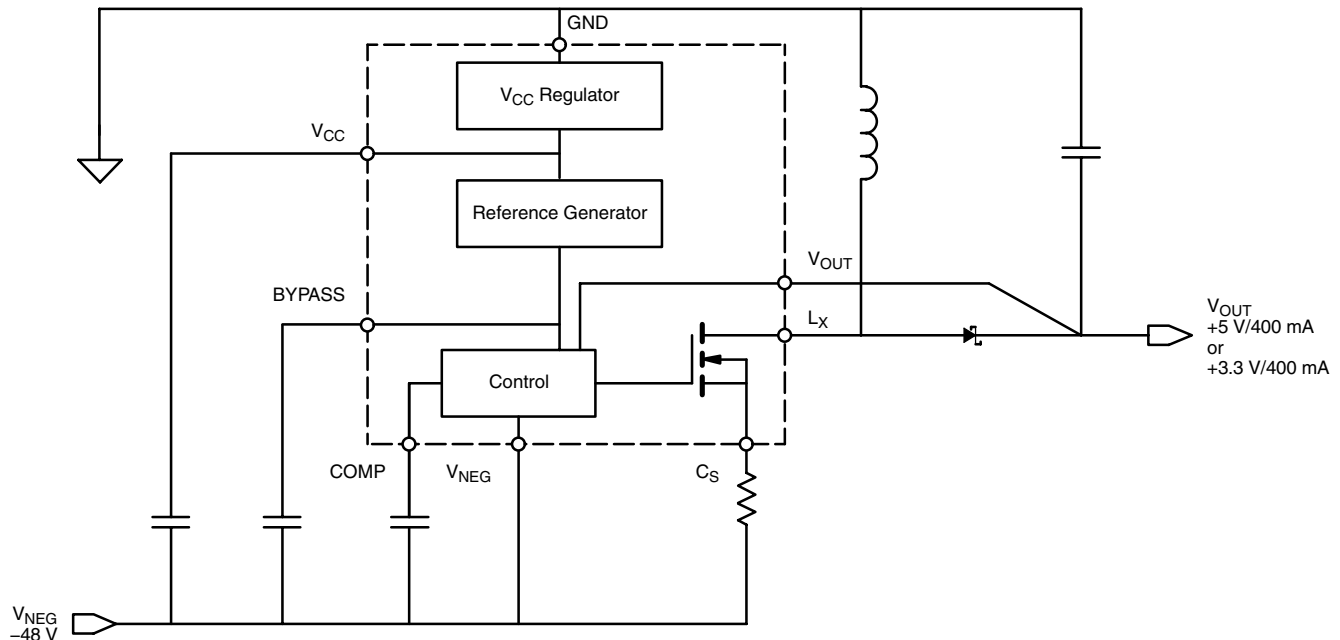 GND
V_CC Regulator
V_CC
Reference Generator
V_OUT
BYPASS
L_X
V_OUT
+5 V/400 mA
or
+3.3 V/400 mA
Control
COMP
V_NEG
C_S
V_NEG
−48 V